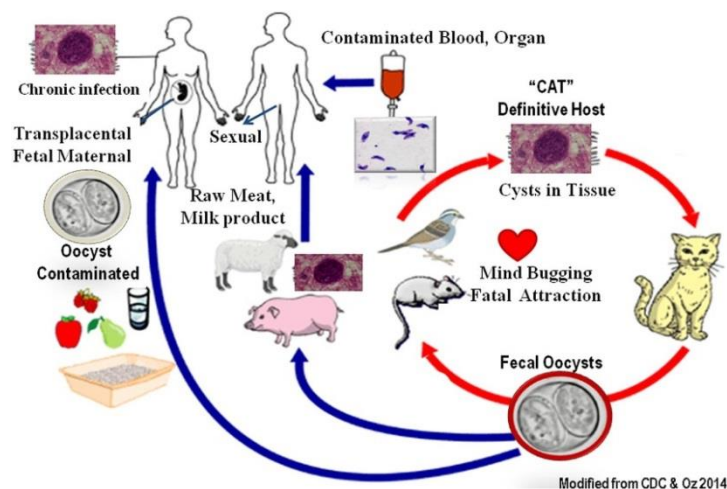 Contaminated Blood, Organ
Chronic infection
Transplacental
Fetal Maternal
Sexual
"CAT"
Definitive Host
Cysts in Tissue
Raw Meat,
Milk product
Oocyst
Contaminated
Mind Bugging
Fatal Attraction
Fecal Oocysts
Modified from CDC & Oz 2014